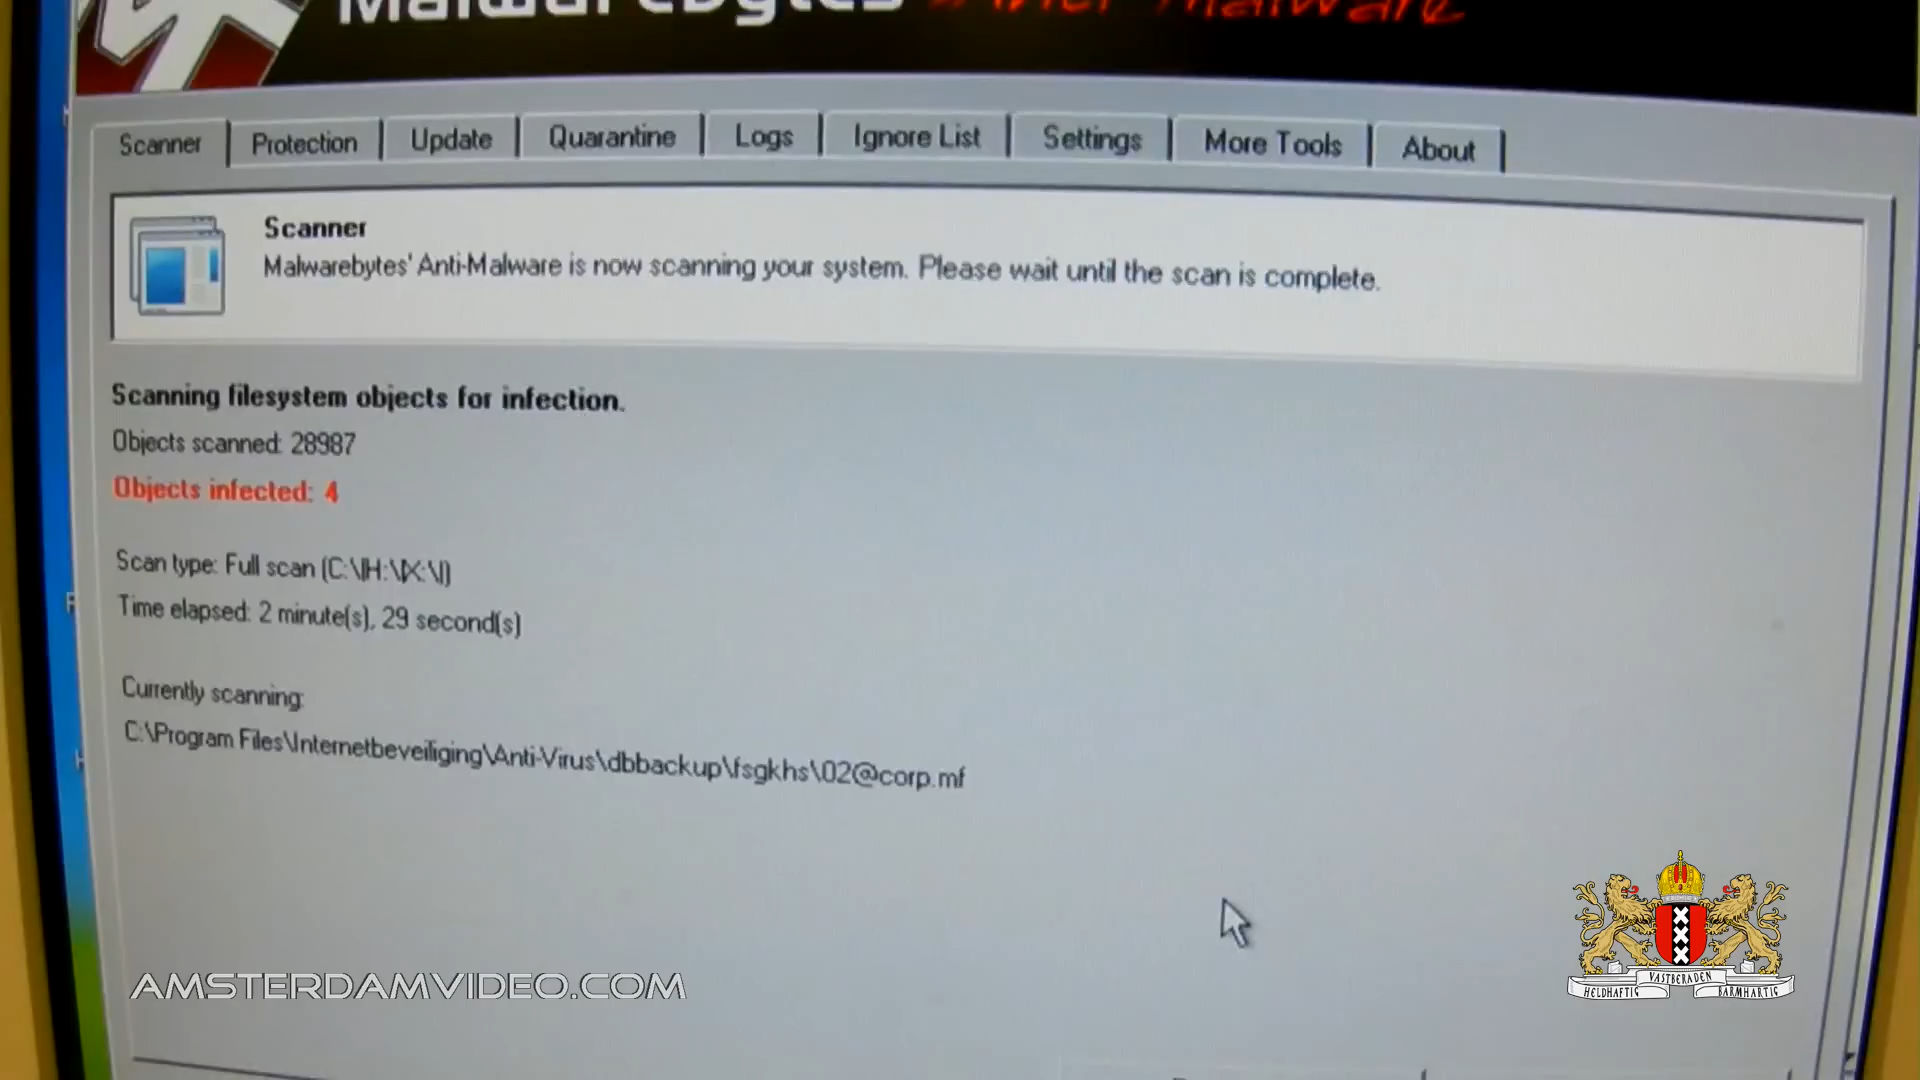 Malwarebytes Anti-Malware
Scanner Protection Update Quarantine Logs Ignore List Settings More Tools About
Scanner
Malwarebytes' Anti-Malware is now scanning your system. Please wait until the scan is complete.
Scanning filesystem objects for infection.
Objects scanned: 28987
Objects infected: 4
Scan type: Full scan (C:\|H:\|X:\|)
Time elapsed: 2 minute(s), 29 second(s)
Currently scanning:
C:\Program Files\Internetbeveiliging\Anti-Virus\dbbackup\fsgkhs\02@corp.mf
AMSTERDAMVIDEO.COM
HELDHAFTIG VASTBERADEN BARMHARTIG